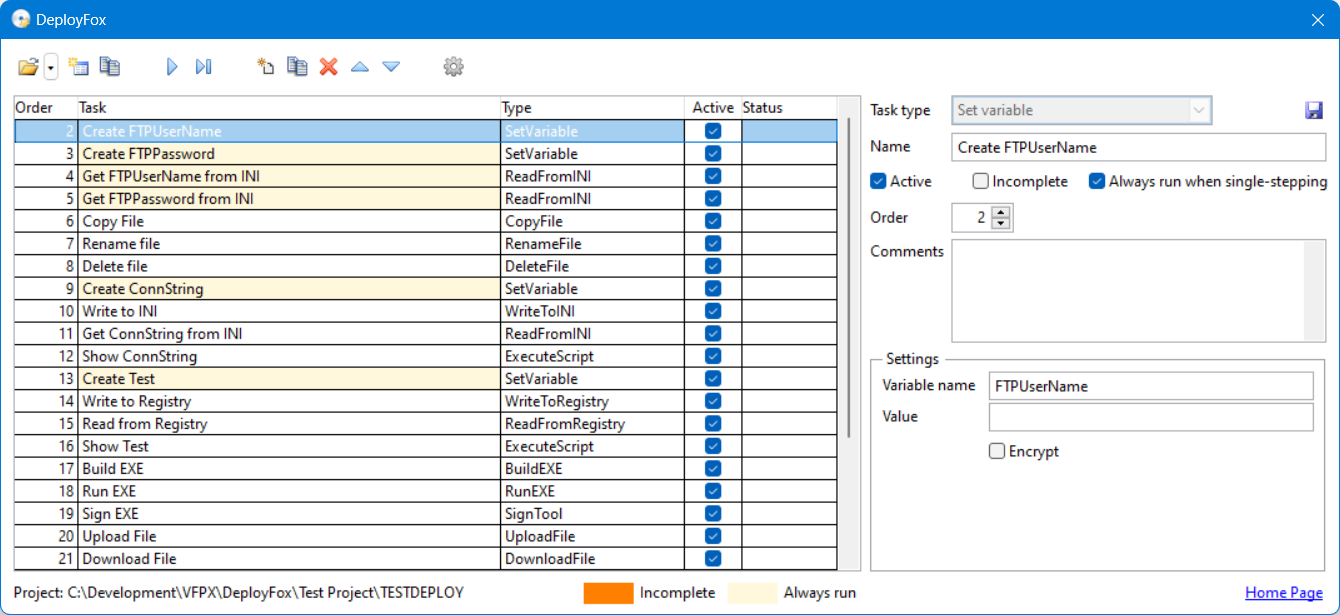 DeployFox
Order Task Type Active Status
2 Create FTPUserName SetVariable
3 Create FTPPassword SetVariable
4 Get FTPUserName from INI ReadFromINI
5 Get FTPPassword from INI ReadFromINI
6 Copy File CopyFile
7 Rename file RenameFile
8 Delete file DeleteFile
9 Create ConnString SetVariable
10 Write to INI WriteToINI
11 Get ConnString from INI ReadFromINI
12 Show ConnString ExecuteScript
13 Create Test SetVariable
14 Write to Registry WriteToRegistry
15 Read from Registry ReadFromRegistry
16 Show Test ExecuteScript
17 Build EXE BuildEXE
18 Run EXE RunEXE
19 Sign EXE SignTool
20 Upload File UploadFile
21 Download File DownloadFile
Task type Set variable
Name Create FTPUserName
Active Incomplete Always run when single-stepping
Order 2
Comments
Settings
Variable name FTPUserName
Value
Encrypt
Project: C:\Development\VFPX\DeployFox\Test Project\TESTDEPLOY Incomplete Always run Home Page